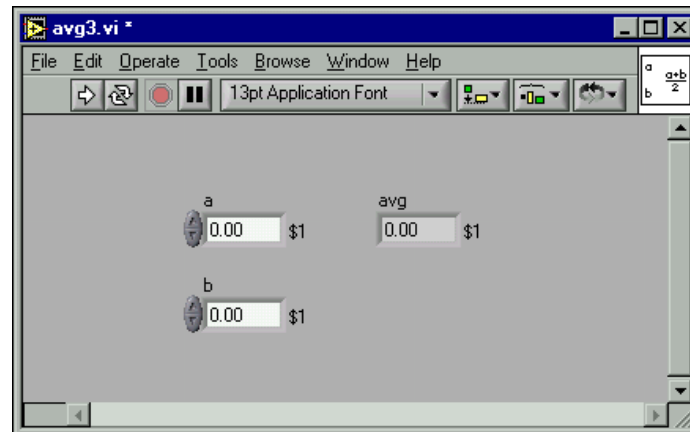 avg3.vi *
File Edit Operate Tools Browse Window Help
13pt Application Font
a
b
a+b
2
a
0.00 $1
avg
0.00 $1
b
0.00 $1